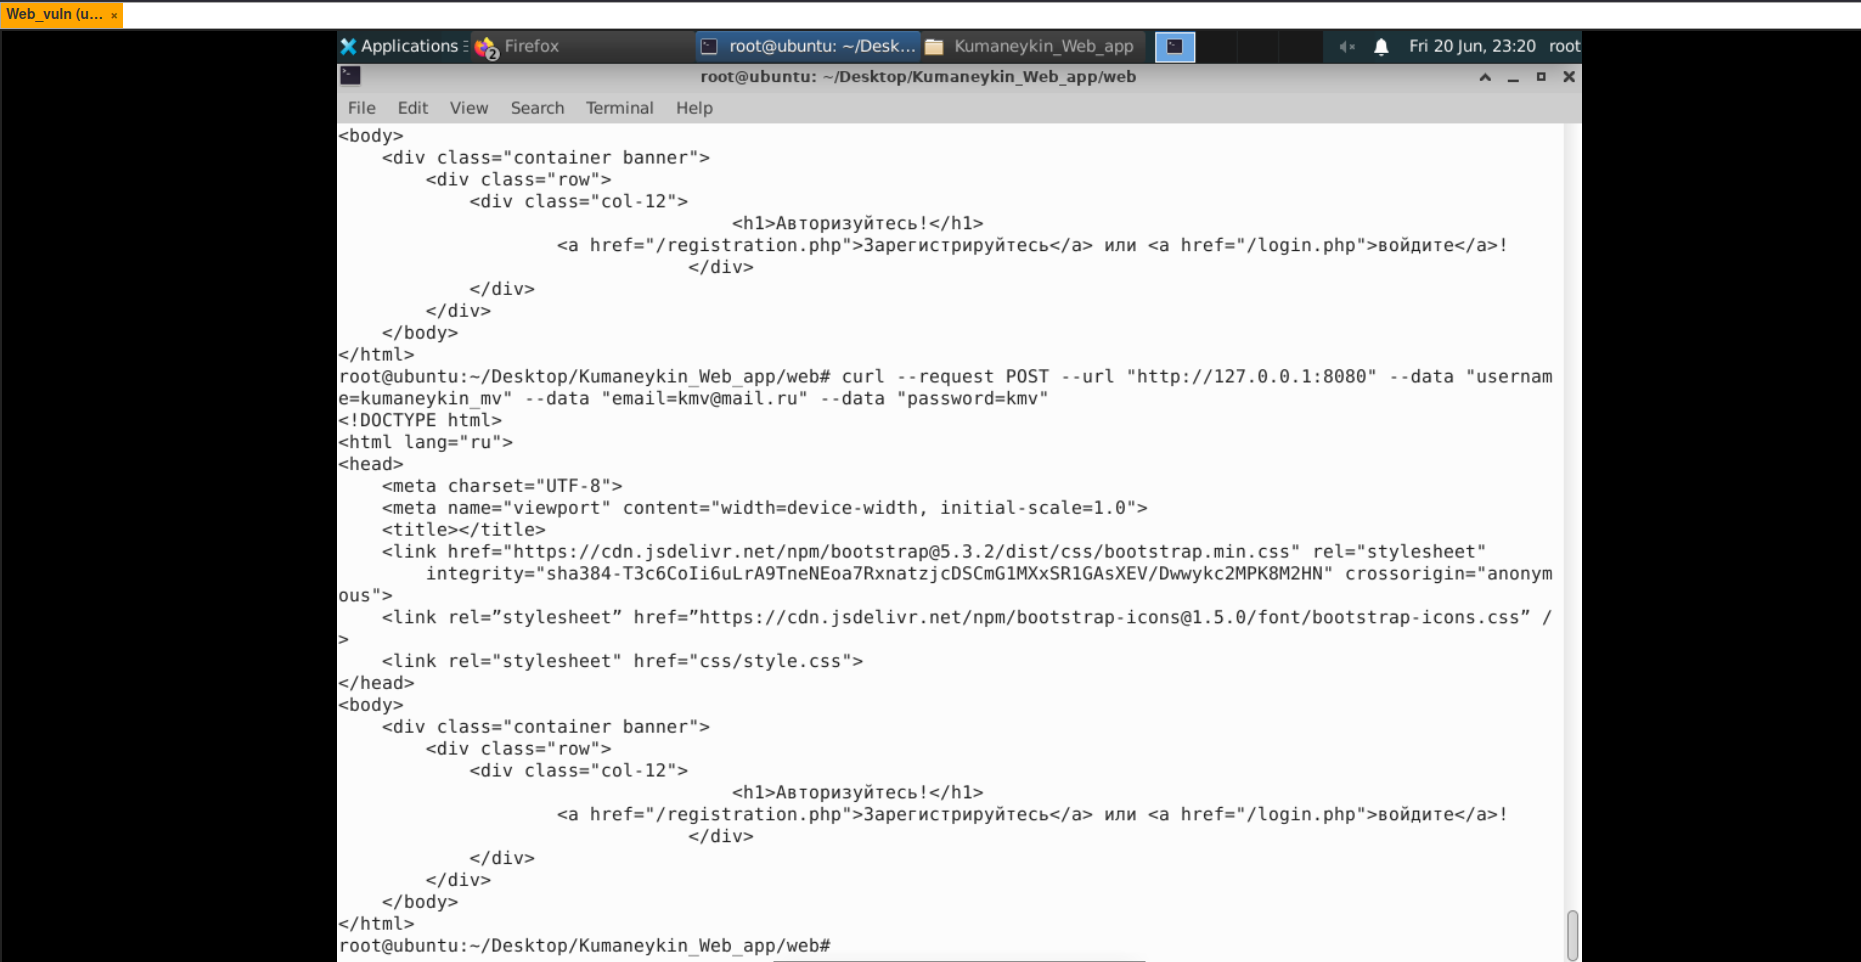 Web_vuln (u... ×
Applications Firefox root@ubuntu: ~/Desk... Kumaneykin_Web_app Fri 20 Jun, 23:20 root
2
root@ubuntu: ~/Desktop/Kumaneykin_Web_app/web
File Edit View Search Terminal Help
<body>
    <div class="container banner">
        <div class="row">
            <div class="col-12">
                                    <h1>Авторизуйтесь!</h1>
                    <a href="/registration.php">Зарегистрируйтесь</a> или <a href="/login.php">войдите</a>!
                                </div>
            </div>
        </div>
    </body>
</html>
root@ubuntu:~/Desktop/Kumaneykin_Web_app/web# curl --request POST --url "http://127.0.0.1:8080" --data "usernam
e=kumaneykin_mv" --data "email=kmv@mail.ru" --data "password=kmv"
<!DOCTYPE html>
<html lang="ru">
<head>
    <meta charset="UTF-8">
    <meta name="viewport" content="width=device-width, initial-scale=1.0">
    <title></title>
    <link href="https://cdn.jsdelivr.net/npm/bootstrap@5.3.2/dist/css/bootstrap.min.css" rel="stylesheet"
        integrity="sha384-T3c6CoIi6uLrA9TneNEoa7RxnatzjcDSCmG1MXxSR1GAsXEV/Dwwykc2MPK8M2HN" crossorigin="anonym
ous">
    <link rel=”stylesheet” href=”https://cdn.jsdelivr.net/npm/bootstrap-icons@1.5.0/font/bootstrap-icons.css” /
>
    <link rel="stylesheet" href="css/style.css">
</head>
<body>
    <div class="container banner">
        <div class="row">
            <div class="col-12">
                                    <h1>Авторизуйтесь!</h1>
                    <a href="/registration.php">Зарегистрируйтесь</a> или <a href="/login.php">войдите</a>!
                                </div>
            </div>
        </div>
    </body>
</html>
root@ubuntu:~/Desktop/Kumaneykin_Web_app/web#